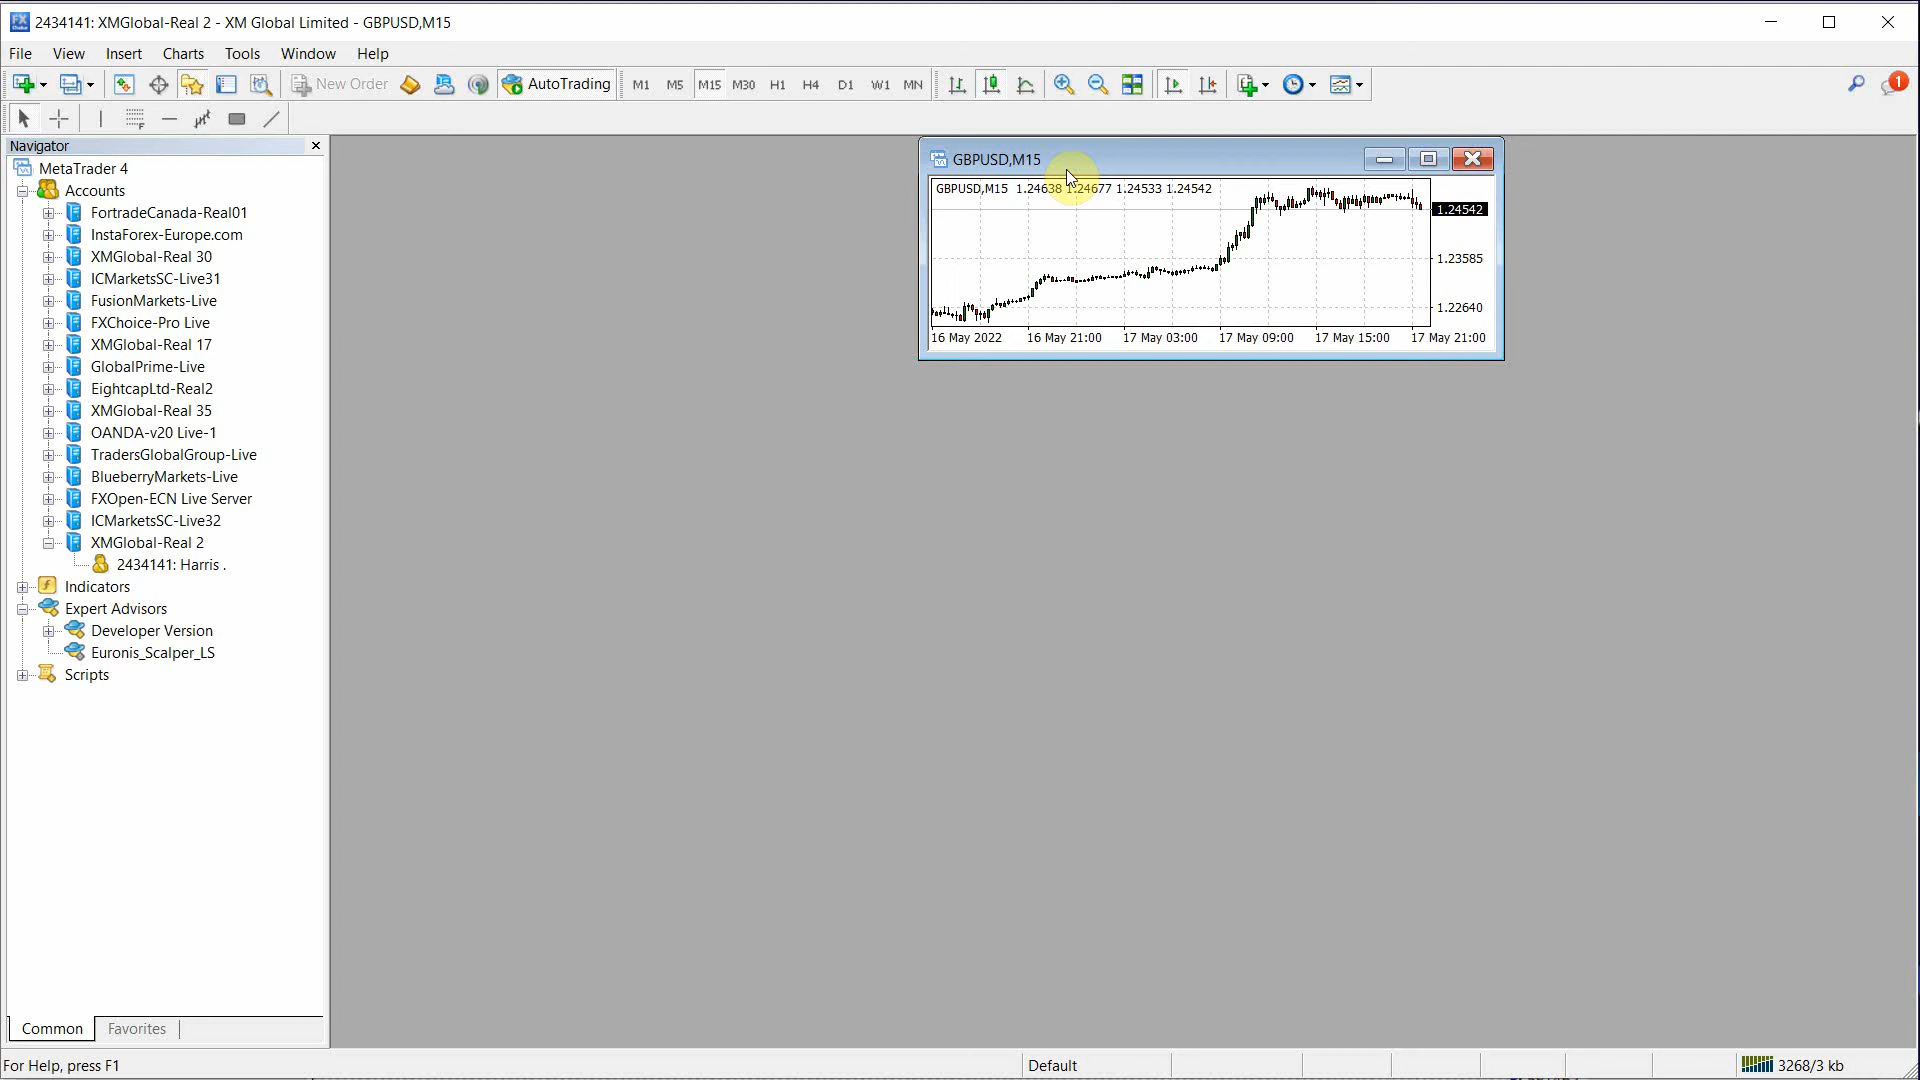 2434141: XMGlobal-Real 2 - XM Global Limited - GBPUSD,M15
File View Insert Charts Tools Window Help
New Order AutoTrading M1 M5 M15 M30 H1 H4 D1 W1 MN 1
Navigator
MetaTrader 4
Accounts
FortradeCanada-Real01
InstaForex-Europe.com
XMGlobal-Real 30
ICMarketsSC-Live31
FusionMarkets-Live
FXChoice-Pro Live
XMGlobal-Real 17
GlobalPrime-Live
EightcapLtd-Real2
XMGlobal-Real 35
OANDA-v20 Live-1
TradersGlobalGroup-Live
BlueberryMarkets-Live
FXOpen-ECN Live Server
ICMarketsSC-Live32
XMGlobal-Real 2
2434141: Harris .
Indicators
Expert Advisors
Developer Version
Euronis_Scalper_LS
Scripts
Common Favorites
GBPUSD,M15
GBPUSD,M15 1.24638 1.24677 1.24533 1.24542
1.24542
1.23585
1.22640
16 May 2022 16 May 21:00 17 May 03:00 17 May 09:00 17 May 15:00 17 May 21:00
For Help, press F1 Default 3268/3 kb